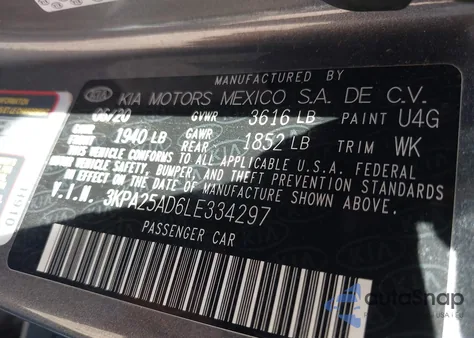 MANUFACTURED BY
KIA KIA MOTORS MEXICO S.A. DE C.V.
06/20 GVWR 3616 LB PAINT U4G
GAWR 1940 LB GAWR REAR 1852 LB TRIM WK
THIS VEHICLE CONFORMS TO ALL APPLICABLE U.S.A. FEDERAL
MOTOR VEHICLE SAFETY, BUMPER, AND THEFT PREVENTION STANDARDS
IN EFFECT ON THE DATE OF MANUFACTURE SHOWN ABOVE.
V.I.N. 3KPA25AD6LE334297
PASSENGER CAR
autoSnap